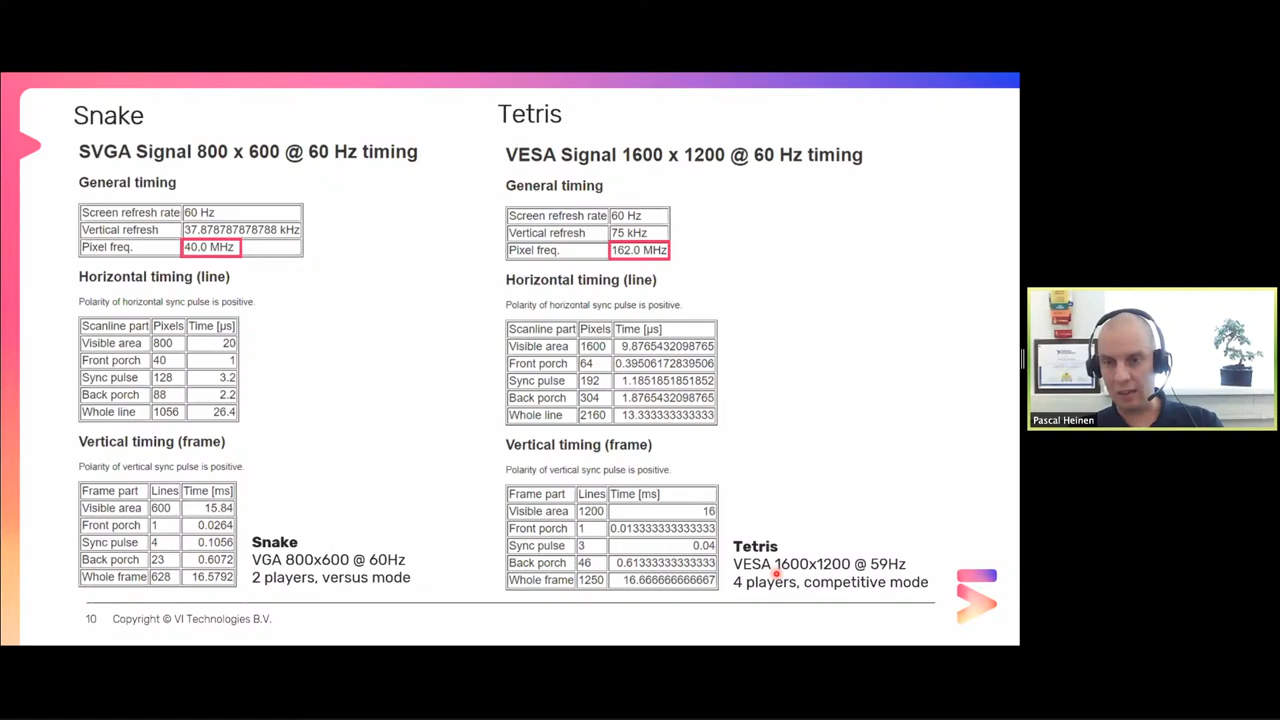 Snake
SVGA Signal 800 x 600 @ 60 Hz timing
General timing
Screen refresh rate 60 Hz
Vertical refresh 37.878787878788 kHz
Pixel freq. 40.0 MHz
Horizontal timing (line)
Polarity of horizontal sync pulse is positive.
Scanline part Pixels Time [µs]
Visible area 800 20
Front porch 40 1
Sync pulse 128 3.2
Back porch 88 2.2
Whole line 1056 26.4
Vertical timing (frame)
Polarity of vertical sync pulse is positive.
Frame part Lines Time [ms]
Visible area 600 15.84
Front porch 1 0.0264
Sync pulse 4 0.1056
Back porch 23 0.6072
Whole frame 628 16.5792
Snake
VGA 800x600 @ 60Hz
2 players, versus mode
Tetris
VESA Signal 1600 x 1200 @ 60 Hz timing
General timing
Screen refresh rate 60 Hz
Vertical refresh 75 kHz
Pixel freq. 162.0 MHz
Horizontal timing (line)
Polarity of horizontal sync pulse is positive.
Scanline part Pixels Time [µs]
Visible area 1600 9.8765432098765
Front porch 64 0.39506172839506
Sync pulse 192 1.1851851851852
Back porch 304 1.8765432098765
Whole line 2160 13.333333333333
Vertical timing (frame)
Polarity of vertical sync pulse is positive.
Frame part Lines Time [ms]
Visible area 1200 16
Front porch 1 0.013333333333333
Sync pulse 3 0.04
Back porch 46 0.61333333333333
Whole frame 1250 16.666666666667
Tetris
VESA 1600x1200 @ 59Hz
4 players, competitive mode
10 Copyright © VI Technologies B.V.
Pascal Heinen